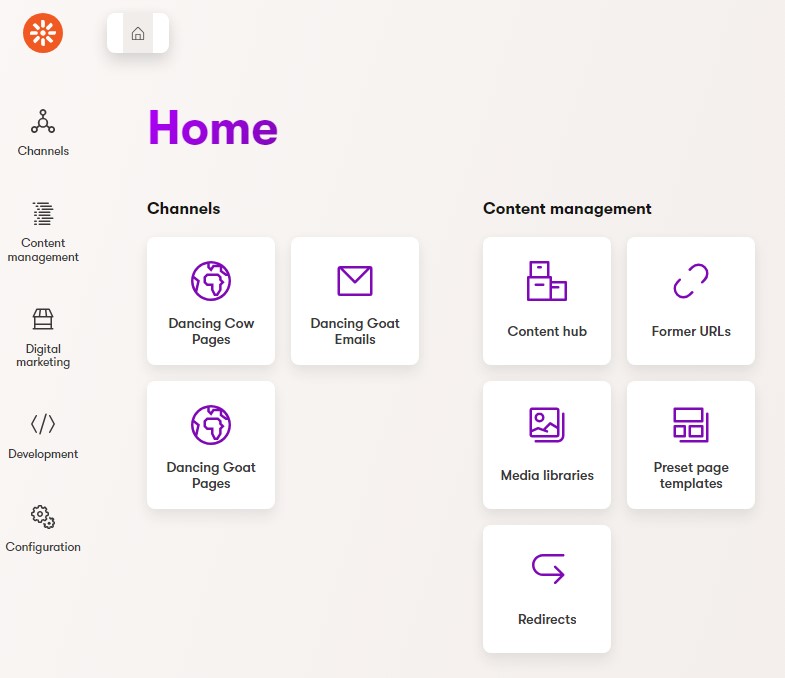 Home
Channels
Content
management
Digital
marketing
Development
Configuration
Channels
Dancing Cow
Pages
Dancing Goat
Emails
Dancing Goat
Pages
Content management
Content hub
Former URLs
Media libraries
Preset page
templates
Redirects